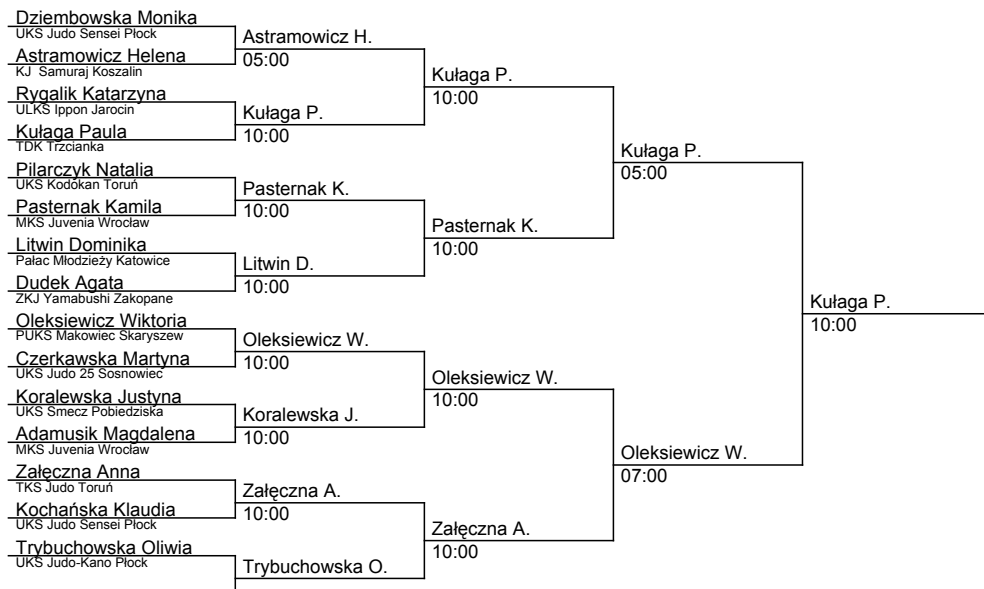 Dziembowska Monika
UKS Judo Sensei Płock
Astramowicz Helena
KJ Samuraj Koszalin
Rygalik Katarzyna
ULKS Ippon Jarocin
Kułaga Paula
TDK Trzcianka
Pilarczyk Natalia
UKS Kodokan Toruń
Pasternak Kamila
MKS Juvenia Wrocław
Litwin Dominika
Pałac Młodzieży Katowice
Dudek Agata
ZKJ Yamabushi Zakopane
Oleksiewicz Wiktoria
PUKS Makowiec Skaryszew
Czerkawska Martyna
UKS Judo 25 Sosnowiec
Koralewska Justyna
UKS Smecz Pobiedziska
Adamusik Magdalena
MKS Juvenia Wrocław
Załęczna Anna
TKS Judo Toruń
Kochańska Klaudia
UKS Judo Sensei Płock
Trybuchowska Oliwia
UKS Judo-Kano Płock
Astramowicz H.
05:00
Kułaga P.
10:00
Pasternak K.
10:00
Litwin D.
10:00
Oleksiewicz W.
10:00
Koralewska J.
10:00
Załęczna A.
10:00
Trybuchowska O.
Kułaga P.
10:00
Pasternak K.
10:00
Oleksiewicz W.
10:00
Załęczna A.
10:00
Kułaga P.
05:00
Oleksiewicz W.
07:00
Kułaga P.
10:00